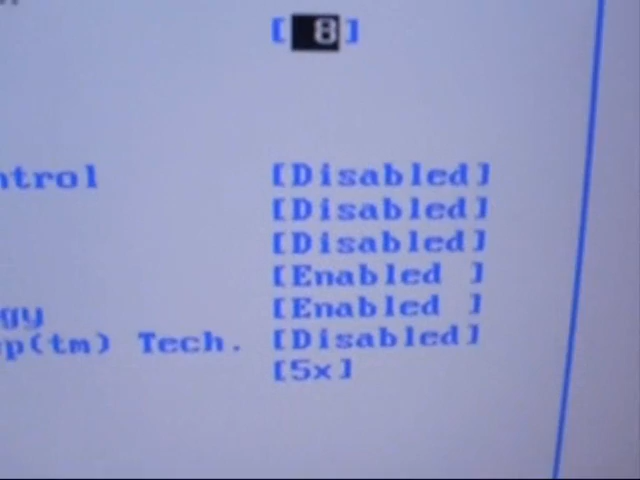 [ 8]
ntrol [Disabled]
[Disabled]
[Disabled]
[Enabled ]
gy [Enabled ]
p(tm) Tech. [Disabled]
[5x]